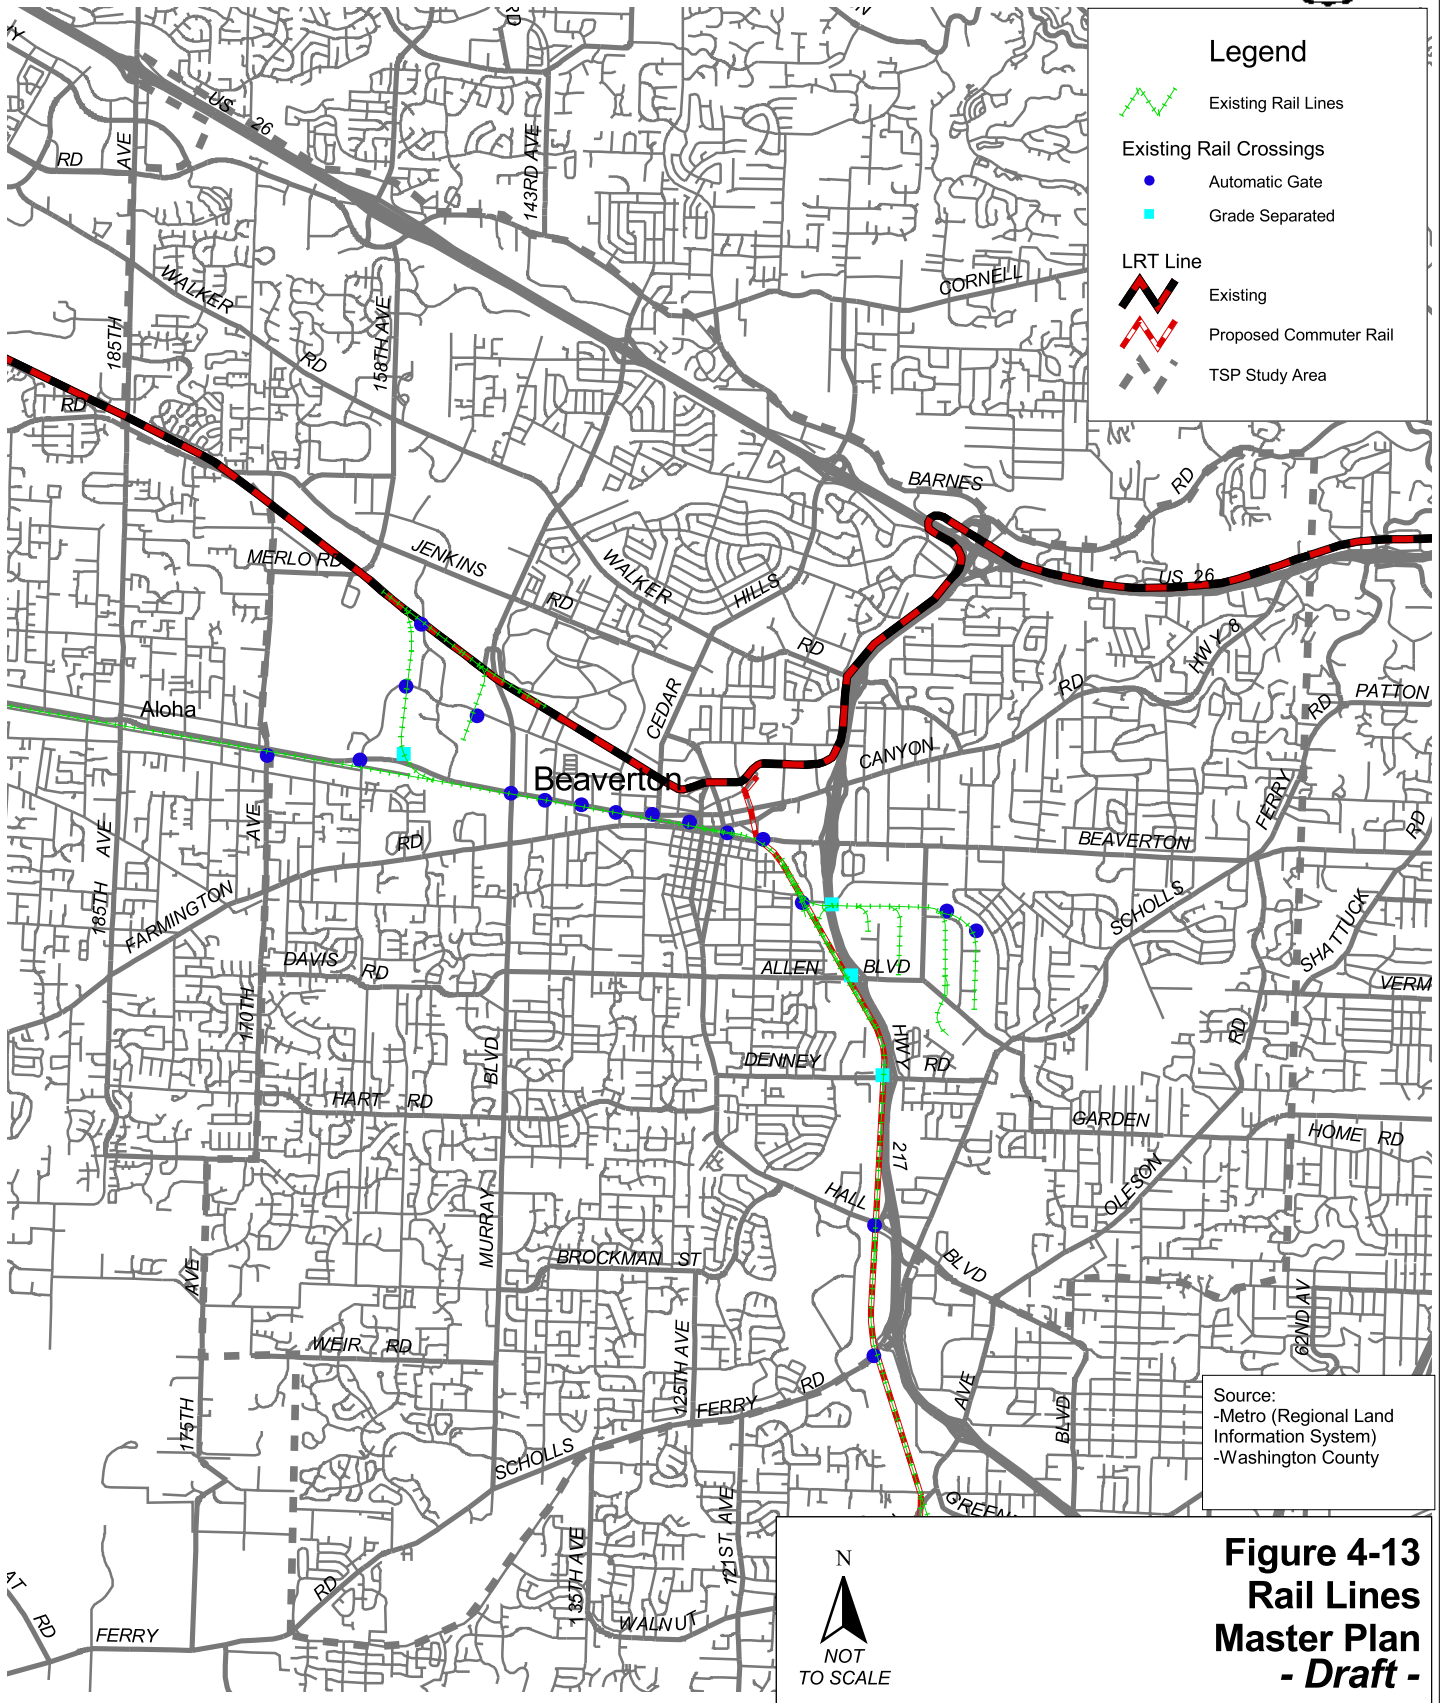 Legend
Existing Rail Lines
Existing Rail Crossings
Automatic Gate
Grade Separated
LRT Line
Existing
Proposed Commuter Rail
TSP Study Area
RD
US 26
RD
AVE
143RD AVE
WALKER
RD
CORNELL
185TH
158TH AVE
RD
BARNES
RD
MERLO RD
JENKINS
RD
WALKER
RD
HILLS
US 26
HWY 8
RD
PATTON
RD
Aloha
CEDAR
CANYON
Beaverton
FERRY
RD
185TH AVE
AVE
RD
BEAVERTON
FARMINGTON
SCHOLLS
SHATTUCK
DAVIS RD
ALLEN BLVD
VERM
170TH
BLVD
HWY
DENNEY RD
RD
HART RD
GARDEN
HOME RD
217
OLESON
HALL
BLVD
MURRAY
BROCKMAN ST
AVE
62ND AV
WEIR RD
125TH AVE
FERRY RD
AVE
BLVD
175TH
SCHOLLS
Source:
-Metro (Regional Land
Information System)
-Washington County
121ST AVE
135TH AVE
RD
WALNUT
RD
FERRY
N
NOT
TO SCALE
Figure 4-13
Rail Lines
Master Plan
- Draft -